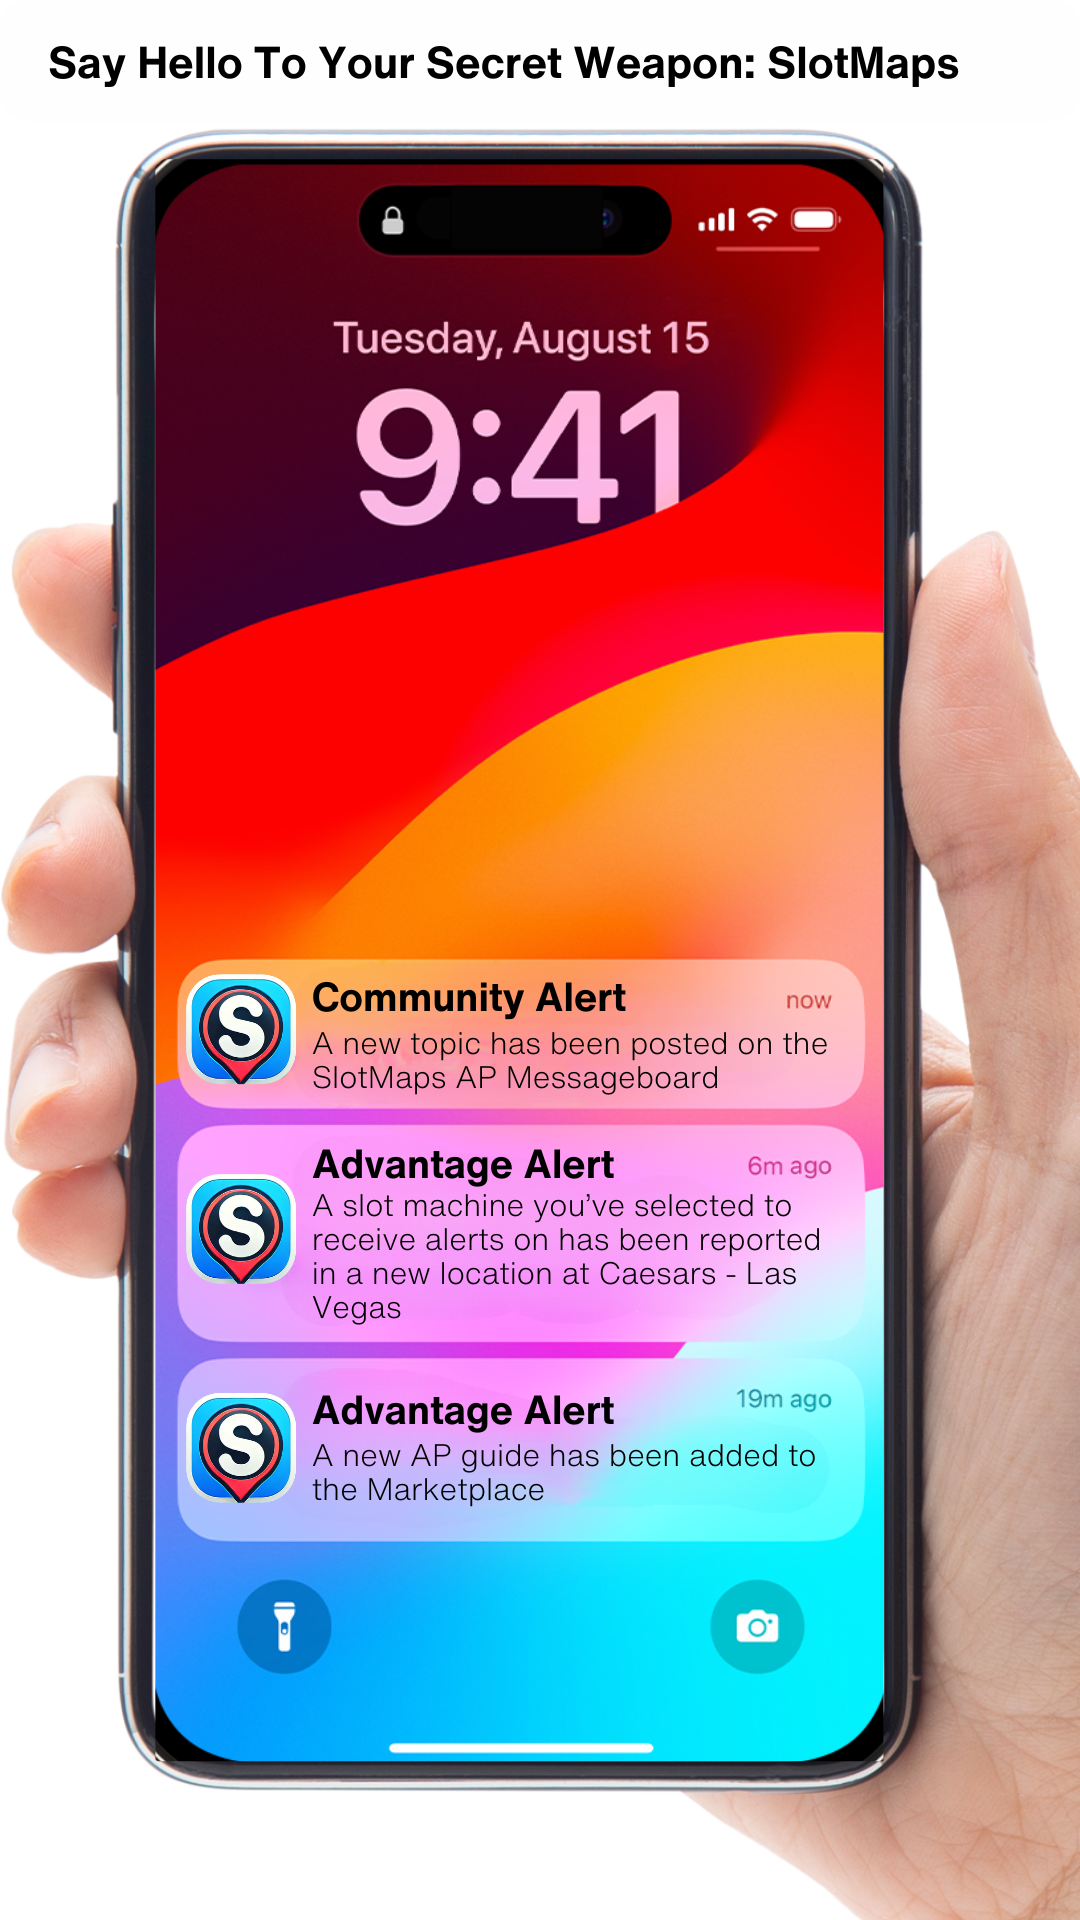 Say Hello To Your Secret Weapon: SlotMaps
Tuesday, August 15
9:41
S
Community Alert
now
A new topic has been posted on the
SlotMaps AP Messageboard
S
Advantage Alert
6m ago
A slot machine you’ve selected to
receive alerts on has been reported
in a new location at Caesars - Las
Vegas
S
Advantage Alert
19m ago
A new AP guide has been added to
the Marketplace